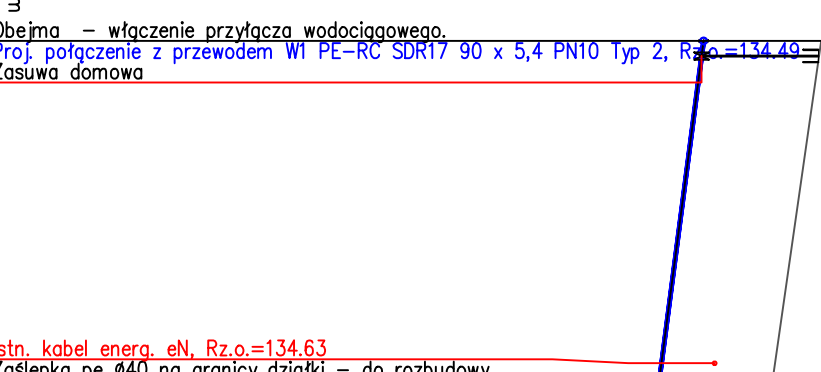 Obejma – włączenie przyłącza wodociągowego.
Proj. połączenie z przewodem W1 PE–RC SDR17 90 x 5,4 PN10 Typ 2, Rz.o.=134.49
Zasuwa domowa
stn. kabel energ. eN, Rz.o.=134.63
Zaślepka pe Ø40 na granicy działki – do rozbudowy